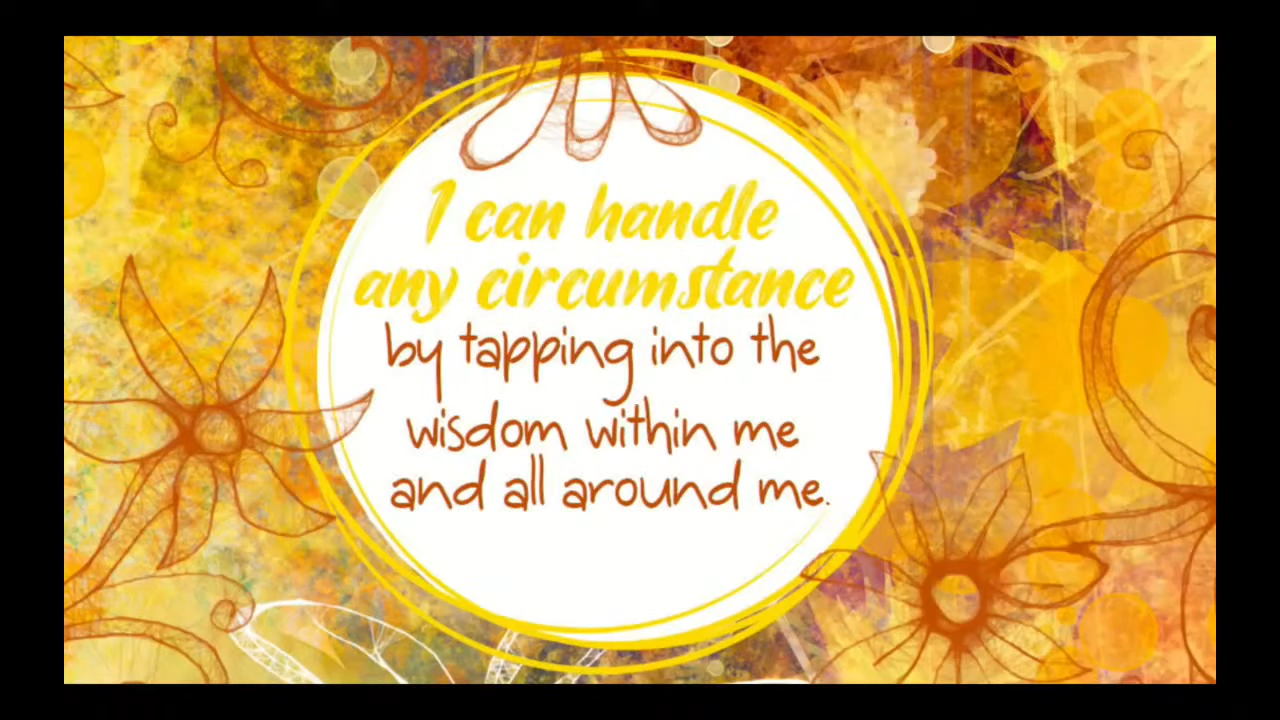 I can handle
any circumstance
by tapping into the
wisdom within me
and all around me.